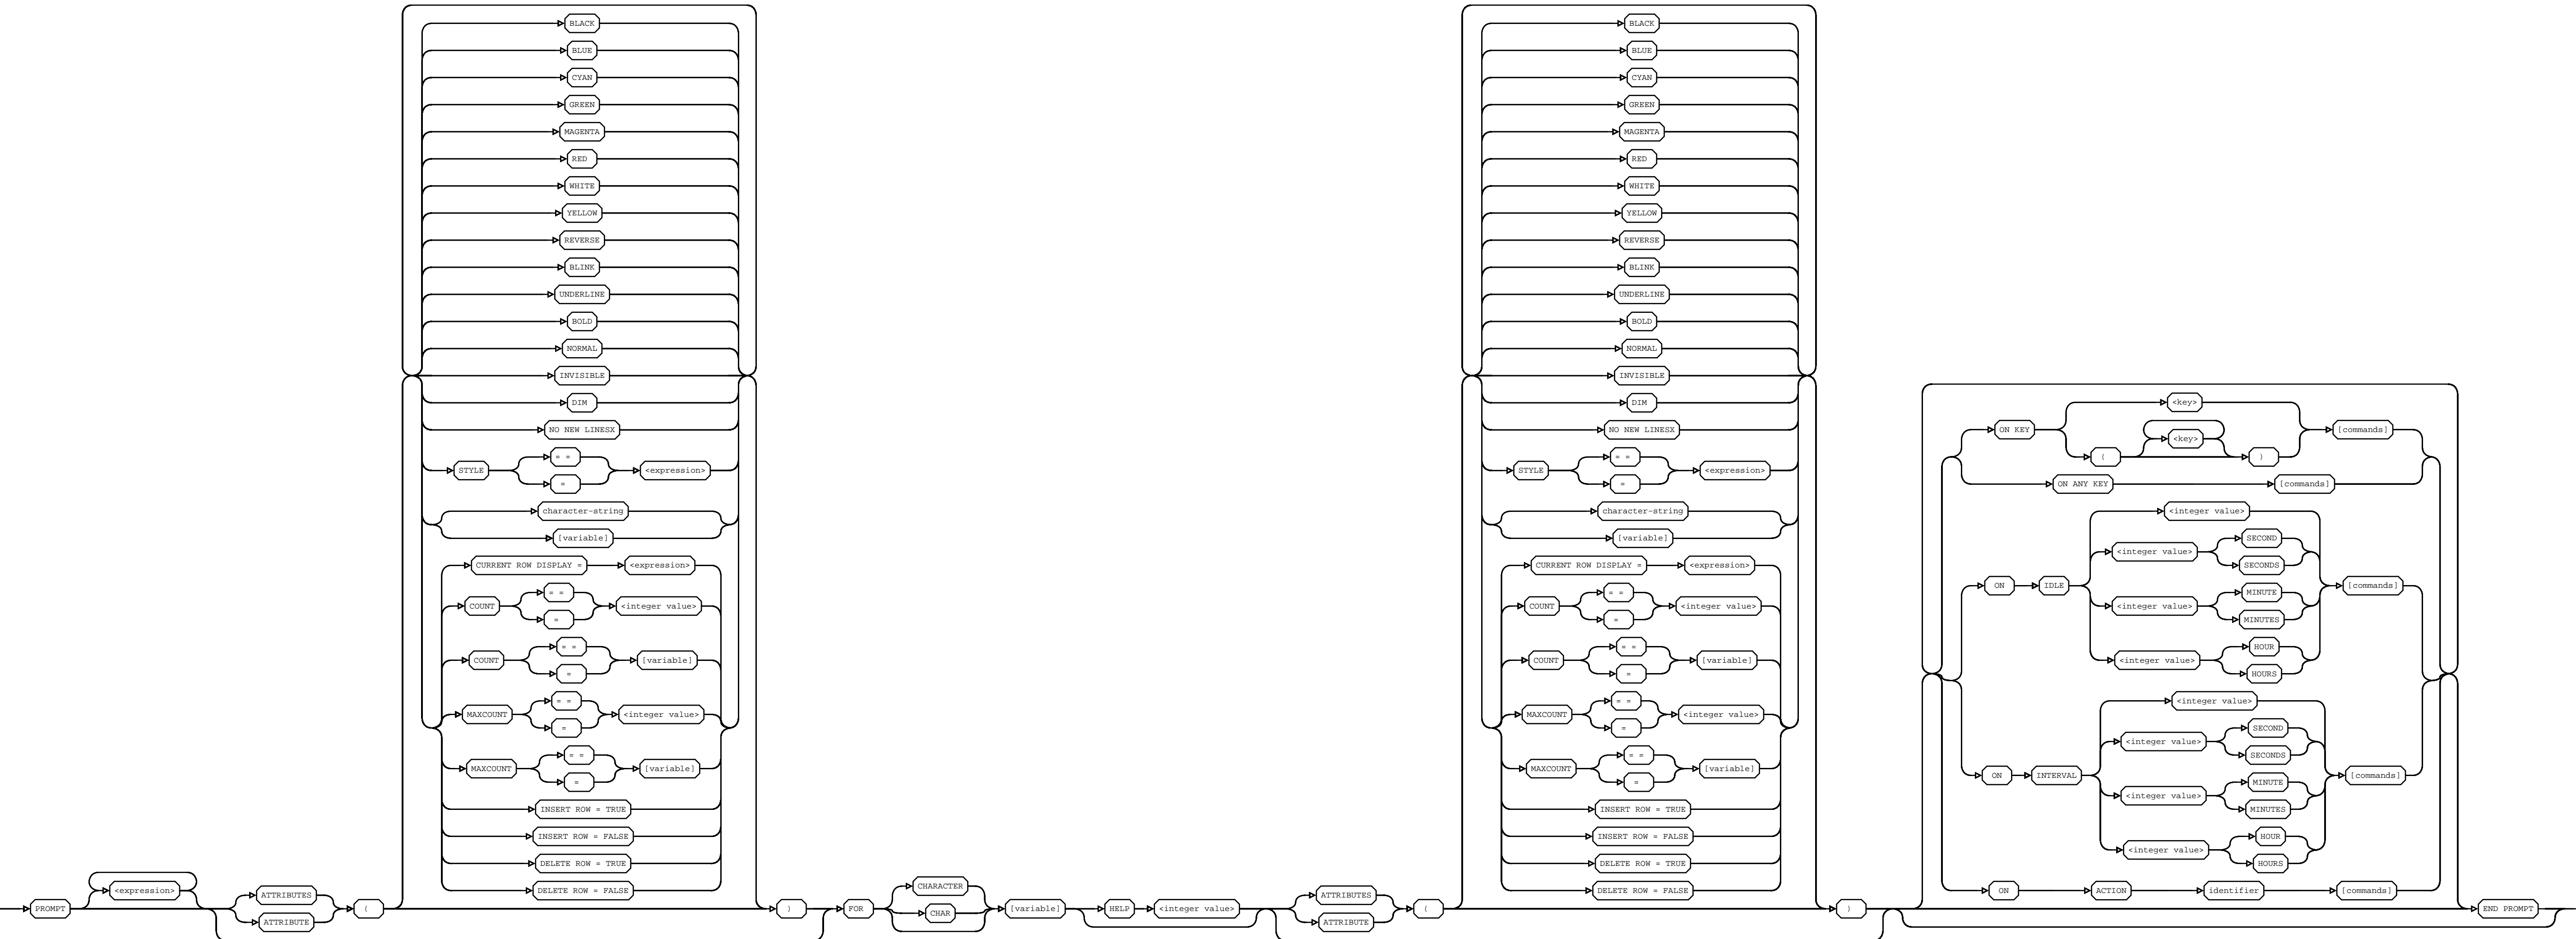 PROMPT
<expression>
ATTRIBUTES
ATTRIBUTE
(
BLACK
BLUE
CYAN
GREEN
MAGENTA
RED
WHITE
YELLOW
REVERSE
BLINK
UNDERLINE
BOLD
NORMAL
INVISIBLE
DIM
NO NEW LINESX
STYLE
= =
=
<expression>
character-string
[variable]
CURRENT ROW DISPLAY =
<expression>
COUNT
= =
=
<integer value>
COUNT
= =
=
[variable]
MAXCOUNT
= =
=
<integer value>
MAXCOUNT
= =
=
[variable]
INSERT ROW = TRUE
INSERT ROW = FALSE
DELETE ROW = TRUE
DELETE ROW = FALSE
)
FOR
CHARACTER
CHAR
[variable]
HELP
<integer value>
ATTRIBUTES
ATTRIBUTE
(
BLACK
BLUE
CYAN
GREEN
MAGENTA
RED
WHITE
YELLOW
REVERSE
BLINK
UNDERLINE
BOLD
NORMAL
INVISIBLE
DIM
NO NEW LINESX
STYLE
= =
=
<expression>
character-string
[variable]
CURRENT ROW DISPLAY =
<expression>
COUNT
= =
=
<integer value>
COUNT
= =
=
[variable]
MAXCOUNT
= =
=
<integer value>
MAXCOUNT
= =
=
[variable]
INSERT ROW = TRUE
INSERT ROW = FALSE
DELETE ROW = TRUE
DELETE ROW = FALSE
)
ON KEY
<key>
(
<key>
)
[commands]
ON ANY KEY
[commands]
ON
IDLE
<integer value>
<integer value>
SECOND
SECONDS
<integer value>
MINUTE
MINUTES
<integer value>
HOUR
HOURS
[commands]
ON
INTERVAL
<integer value>
<integer value>
SECOND
SECONDS
<integer value>
MINUTE
MINUTES
<integer value>
HOUR
HOURS
[commands]
ON
ACTION
identifier
[commands]
END PROMPT